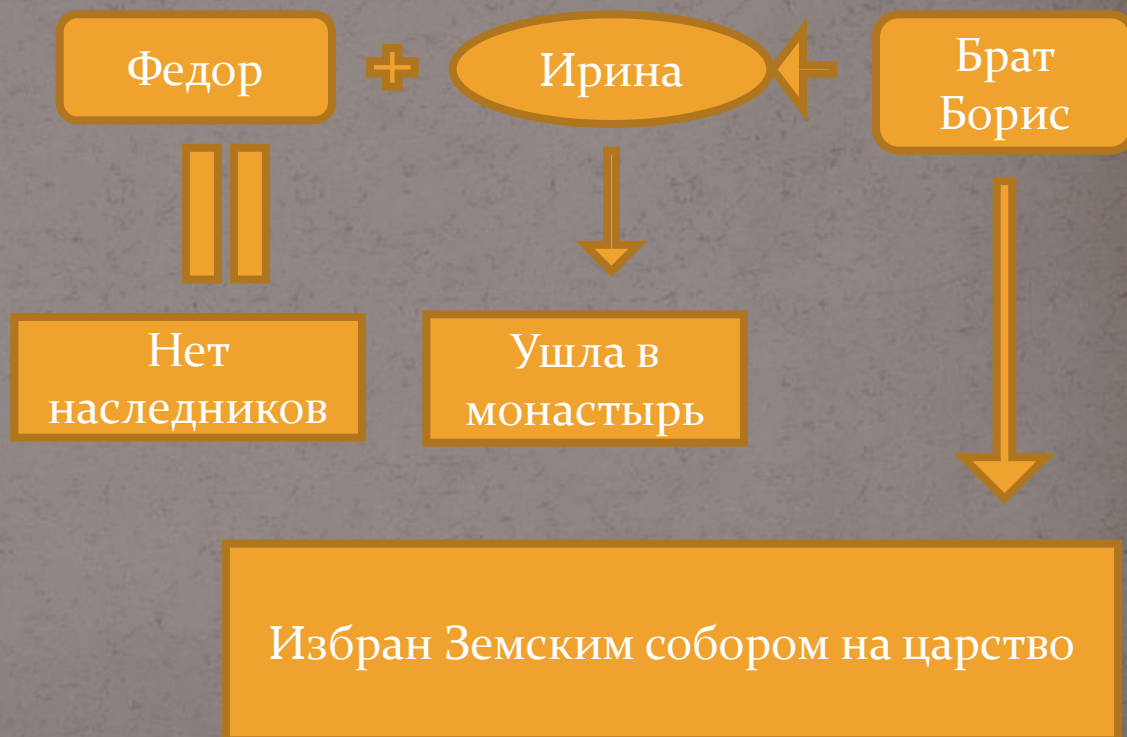 Федор
Ирина
Брат
Борис
Нет
наследников
Ушла в
монастырь
Избран Земским собором на царство